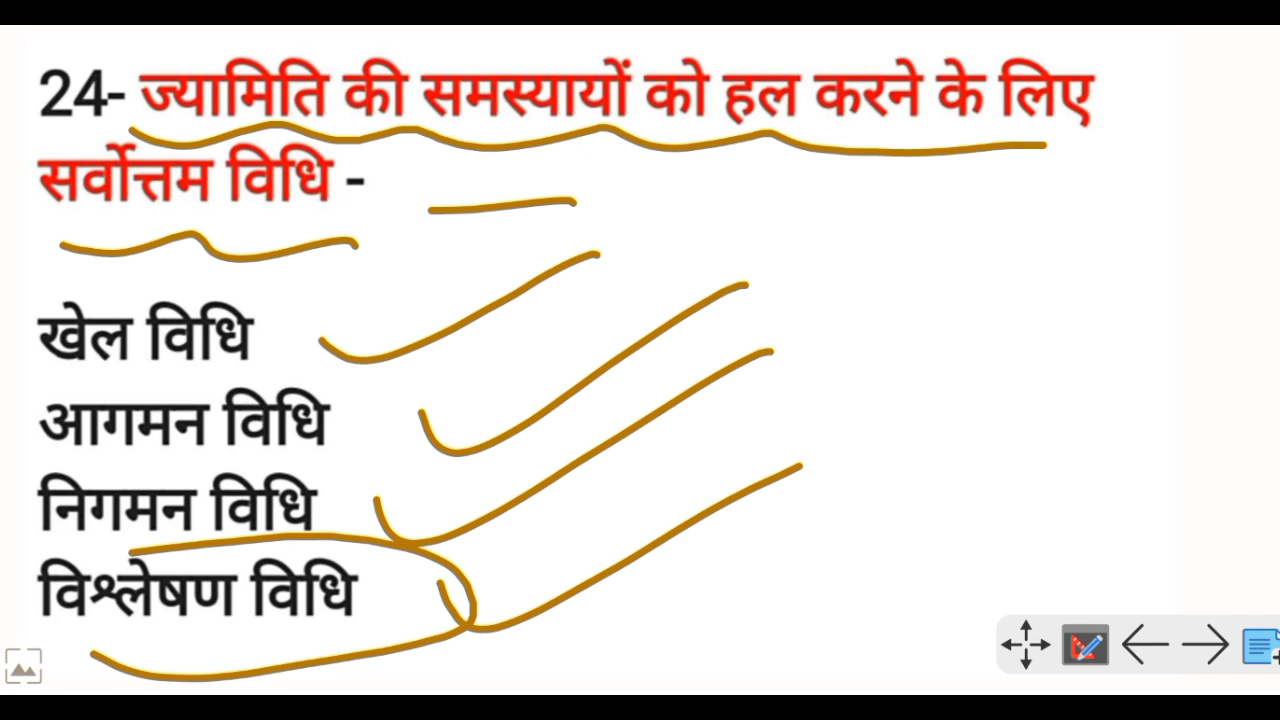 24- ज्यामिति की समस्यायों को हल करने के लिए
सर्वोत्तम विधि -
खेल विधि
आगमन विधि
निगमन विधि
विश्लेषण विधि